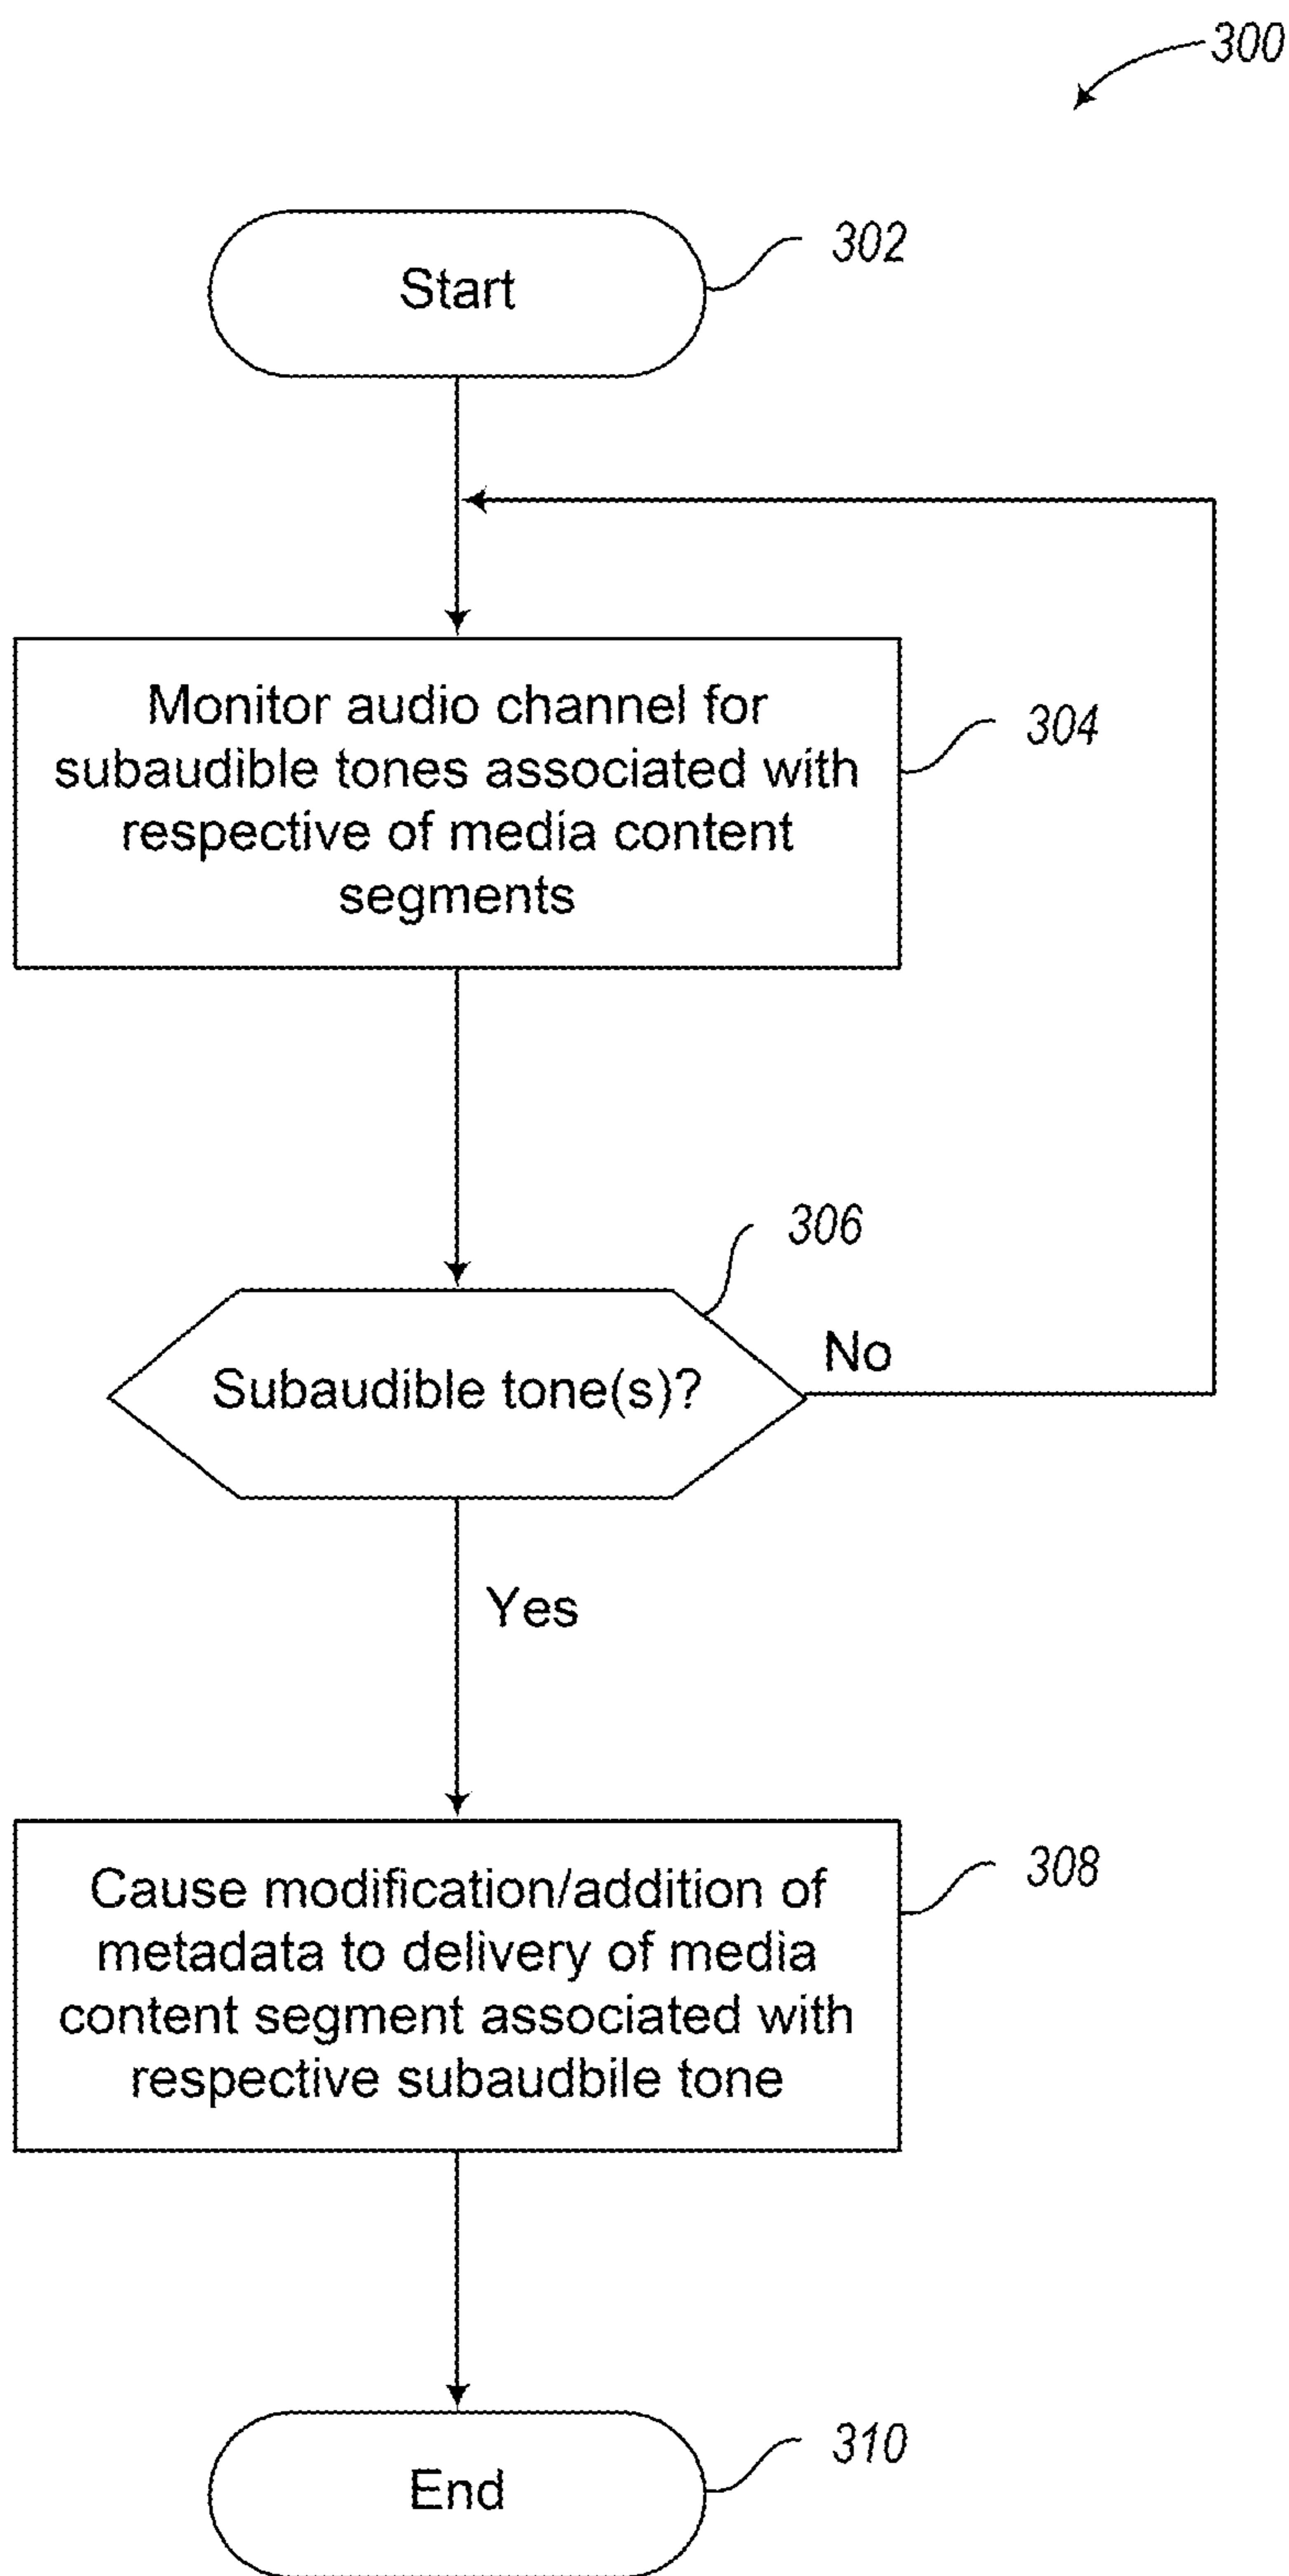 300
Start
302
Monitor audio channel for
subaudible tones associated with
respective of media content
segments
304
306
Subaudible tone(s)?
No
Yes
Cause modification/addition of
metadata to delivery of media
content segment associated with
respective subaudbile tone
308
End
310